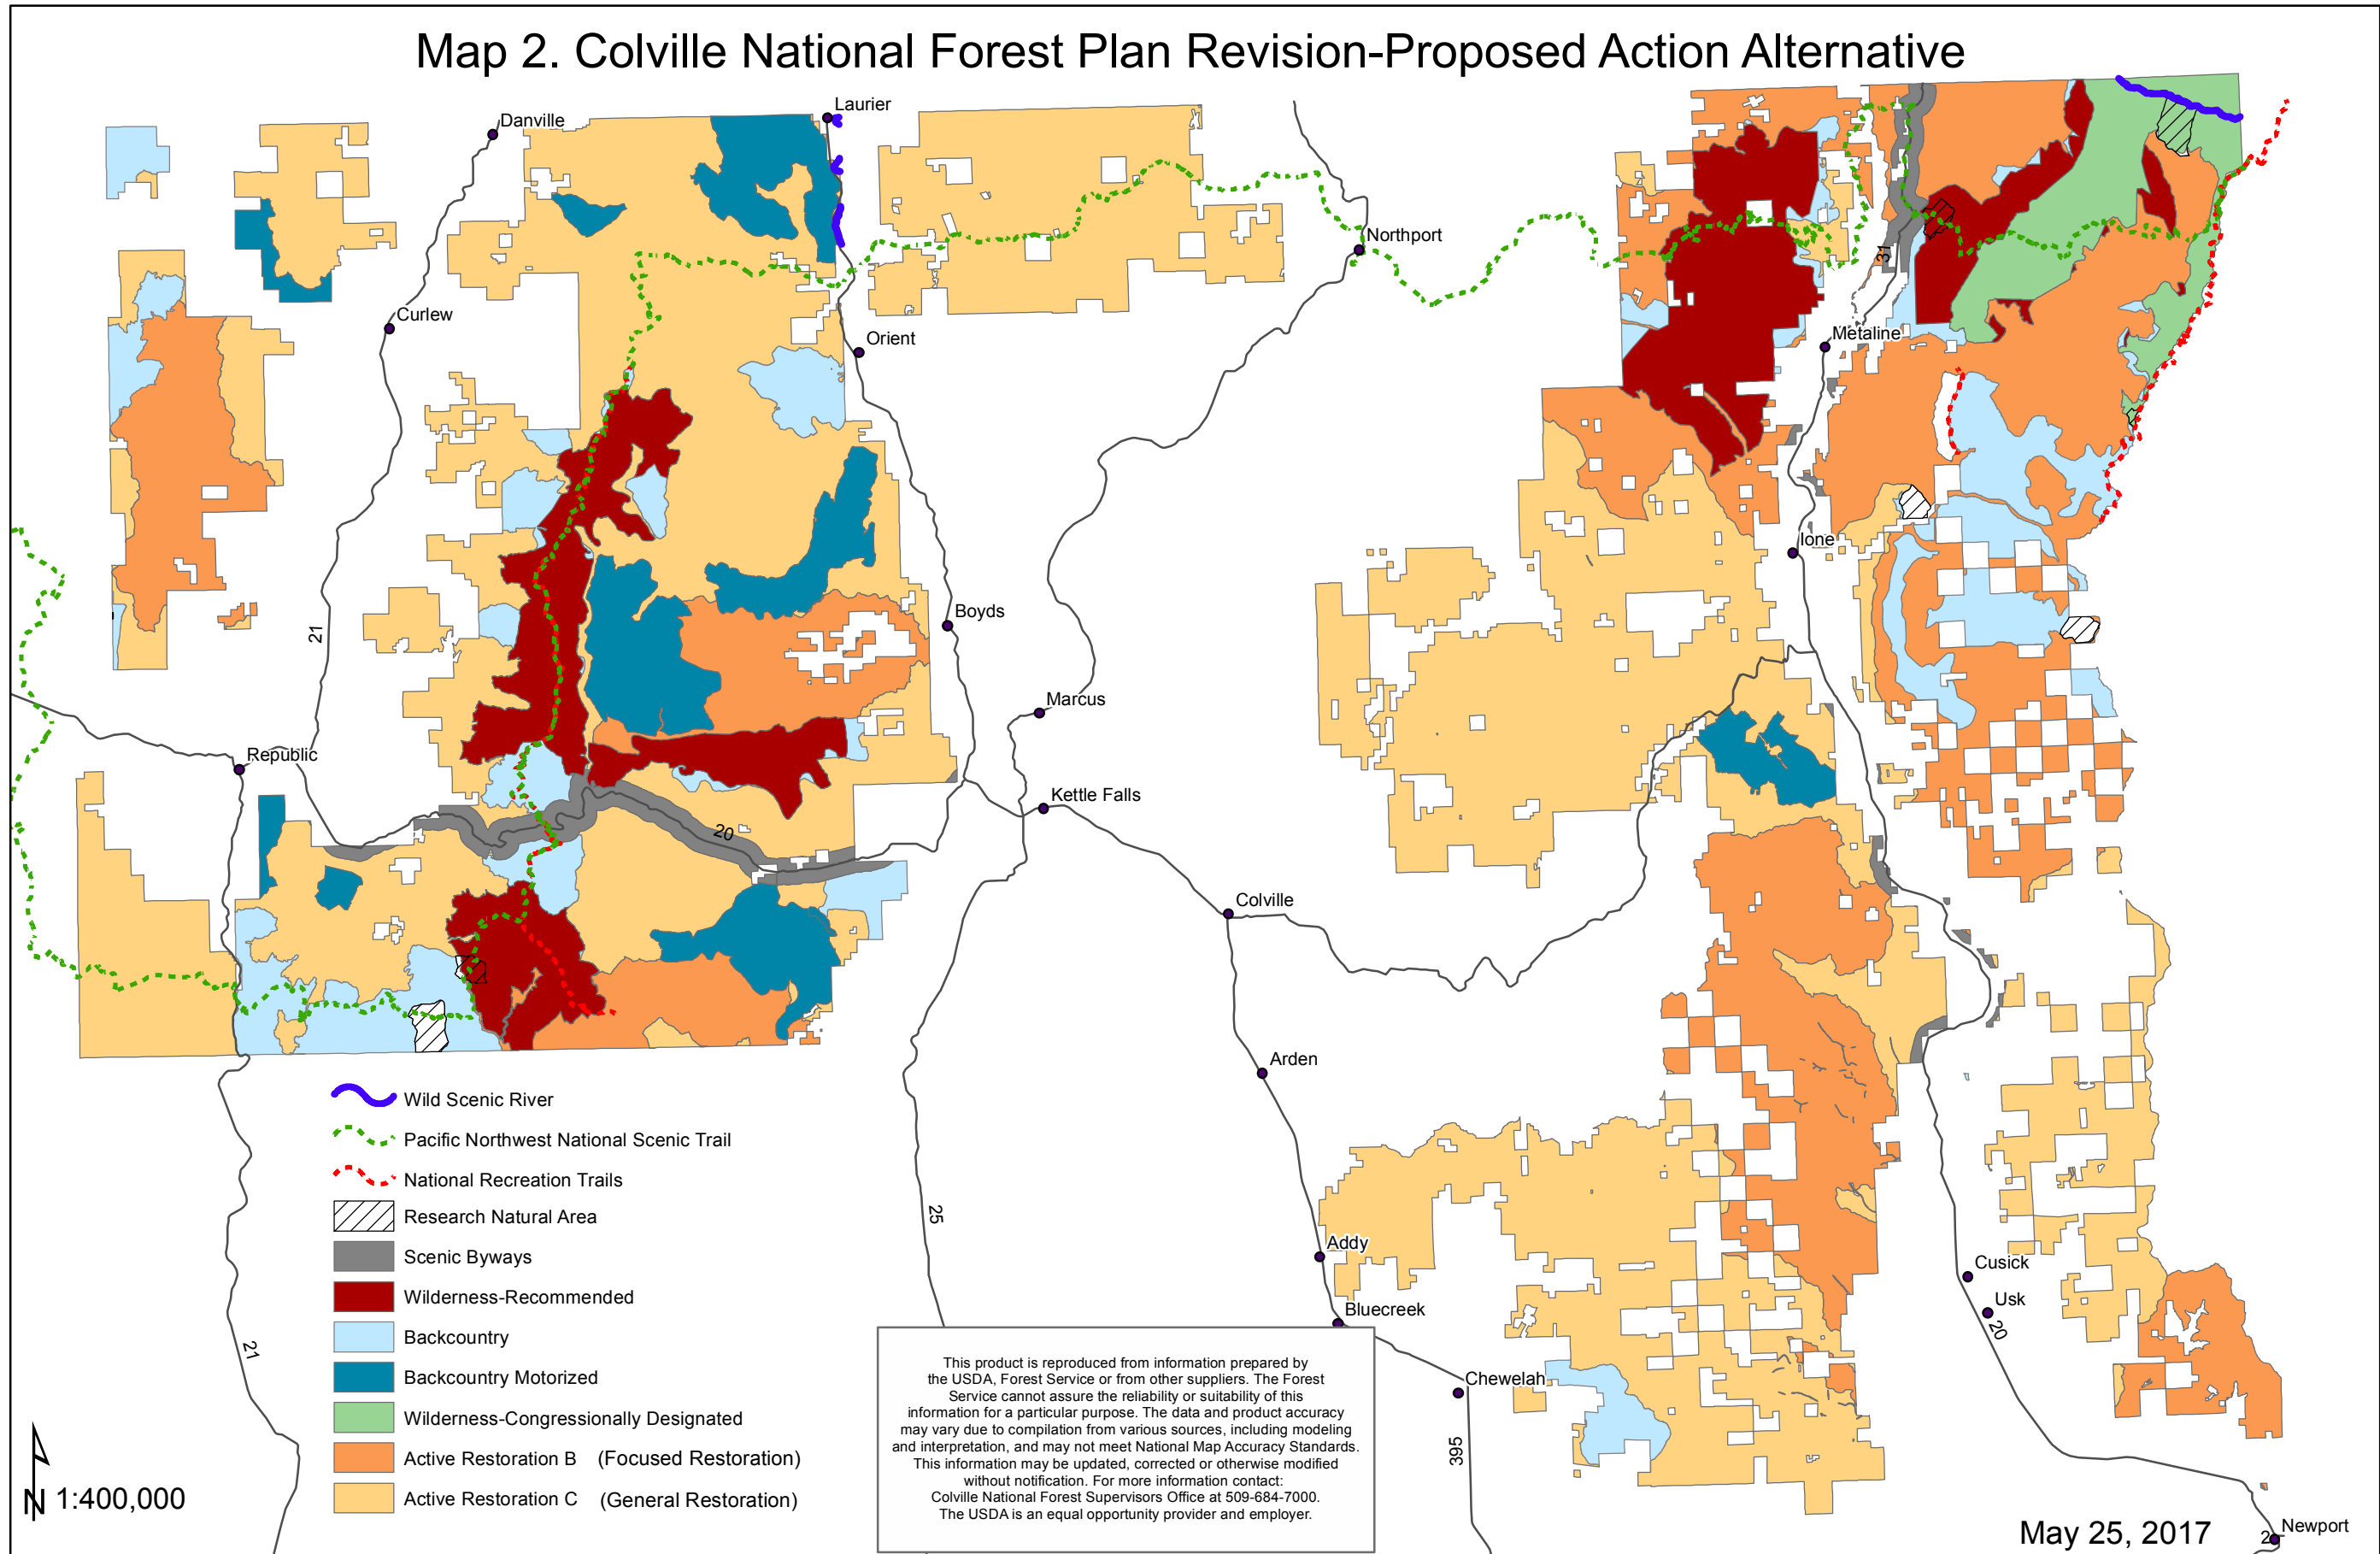 Map 2. Colville National Forest Plan Revision-Proposed Action Alternative
Laurier
Danville
Northport
Curlew
Orient
Metaline
31
Ione
Boyds
21
Marcus
Republic
Kettle Falls
20
Colville
Arden
Wild Scenic River
Pacific Northwest National Scenic Trail
National Recreation Trails
Research Natural Area
Scenic Byways
Wilderness-Recommended
Backcountry
Backcountry Motorized
Wilderness-Congressionally Designated
Active Restoration B (Focused Restoration)
Active Restoration C (General Restoration)
25
Addy
Cusick
Usk
20
Bluecreek
21
Chewelah
395
This product is reproduced from information prepared by
the USDA, Forest Service or from other suppliers. The Forest
Service cannot assure the reliability or suitability of this
information for a particular purpose. The data and product accuracy
may vary due to compilation from various sources, including modeling
and interpretation, and may not meet National Map Accuracy Standards.
This information may be updated, corrected or otherwise modified
without notification. For more information contact:
Colville National Forest Supervisors Office at 509-684-7000.
The USDA is an equal opportunity provider and employer.
N 1:400,000
May 25, 2017
2
Newport